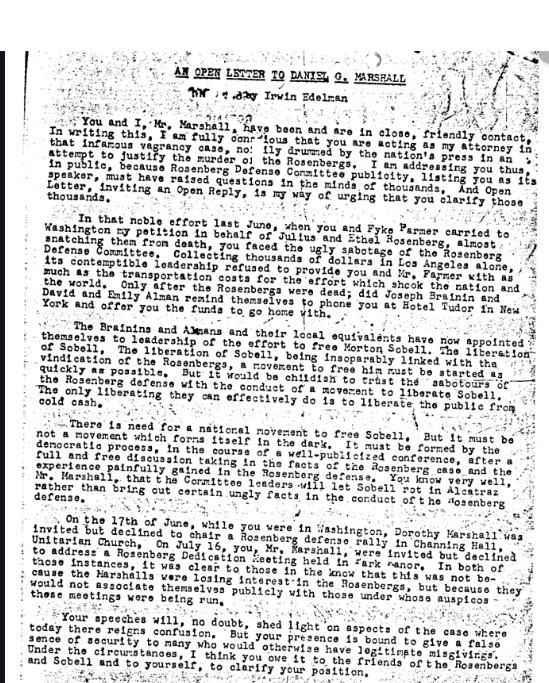 AN OPEN LETTER TO DANIEL G. MARSHALL
by Irwin Edelman
You and I, Mr. Marshall, have been and are in close, friendly contact.
In writing this, I am fully conscious that you are acting as my attorney in
that infamous vagrancy case, noisily drummed by the nation's press in an
attempt to justify the murder of the Rosenbergs. I am addressing you thus,
in public, because Rosenberg Defense Committee publicity, listing you as its
speaker, must have raised questions in the minds of thousands. And Open
Letter, inviting an Open Reply, is my way of urging that you clarify those
thousands.
In that noble effort last June, when you and Fyke Farmer carried to
Washington my petition in behalf of Julius and Ethel Rosenberg, almost
snatching them from death, you faced the ugly sabotage of the Rosenberg
Defense Committee. Collecting thousands of dollars in Los Angeles alone,
its contemptible leadership refused to provide you and Mr. Farmer with as
much as the transportation costs for the effort which shook the nation and
the world. Only after the Rosenbergs were dead; did Joseph Brainin and
David and Emily Alman remind themselves to phone you at Hotel Tudor in New
York and offer you the funds to go home with.
The Brainins and Almans and their local equivalents have now appointed
themselves to leadership of the effort to free Morton Sobell. The liberation
of Sobell, The liberation of Sobell, being insoparably linked with the
vindication of the Rosenbergs, a movement to free him must be started as
quickly as possible. But it would be childish to trust the sabotours of
the Rosenberg defense with the conduct of a movement to liberate Sobell.
The only liberating they can effectively do is to liberate the public from
cold cash.
There is need for a national movement to free Sobell. But it must be
not a movement which forms itself in the dark. It must be formed by the
democratic process, in the course of a well-publicized conference, after a
full and free discussion taking in the facts of the Rosenberg case and the
experience painfully gained in the Rosenberg defense. You know very well,
Mr. Marshall, that the Committee leaders will let Sobell rot in Alcatraz
rather than bring out certain ungly facts in the conduct of the Rosenberg
defense.
On the 17th of June, while you were in Washington, Dorothy Marshall was
invited but declined to chair a Rosenberg defense rally in Channing Hall,
Unitarian Church. On July 16, you, Mr. Marshall, were invited but declined
to address a Rosenberg Dedication Meeting held in Park Manor. In both of
those instances, it was clear to those in the know that this was not be-
cause the Marshalls were losing interest in the Rosenbergs, but because they
would not associate themselves publicly with those under whose auspicos
these meetings were being run.
Your speeches will, no doubt, shed light on aspects of the case where
today there reigns confusion. But your presence is bound to give a false
sence of security to many who would otherwise have legitimate misgivings.
Under the circumstances, I think you owe it to the friends of the Rosenbergs
and Sobell and to yourself, to clarify your position.